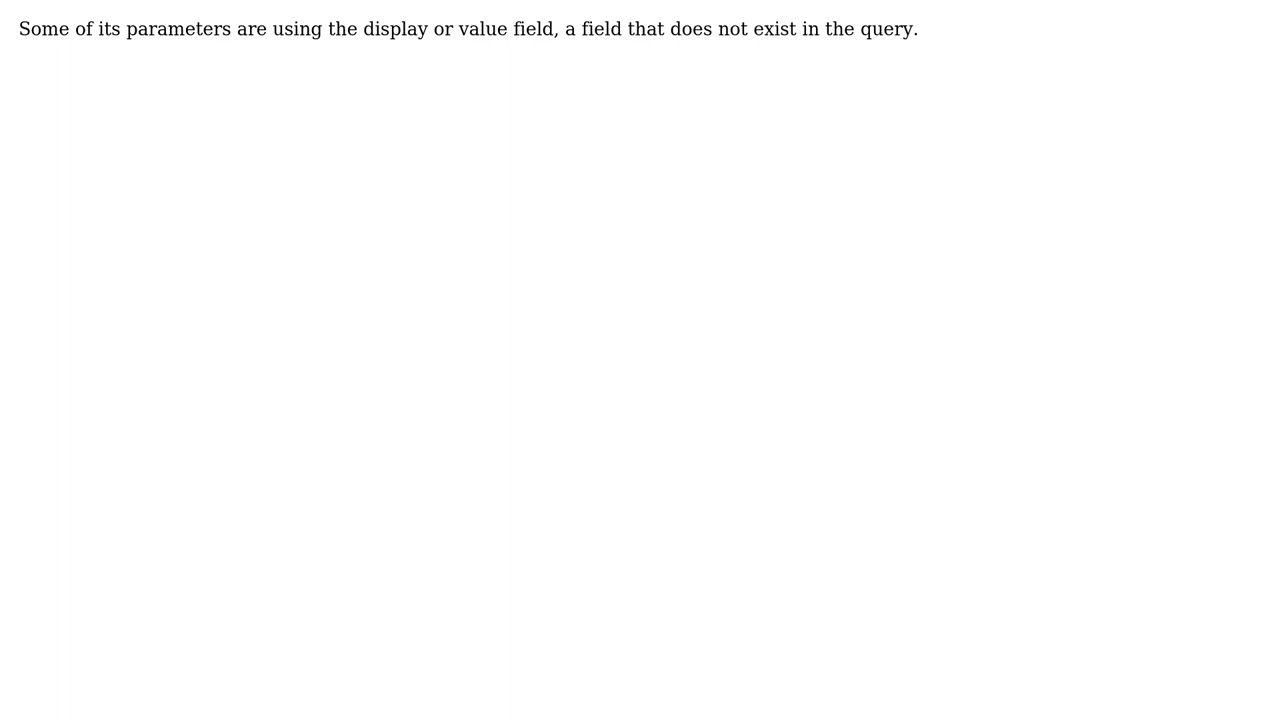 Some of its parameters are using the display or value field, a field that does not exist in the query.